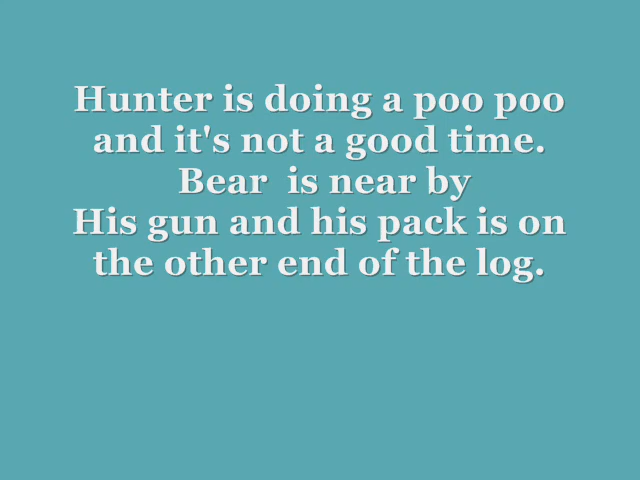 Hunter is doing a poo poo
and it's not a good time.
Bear  is near by
His gun and his pack is on
the other end of the log.